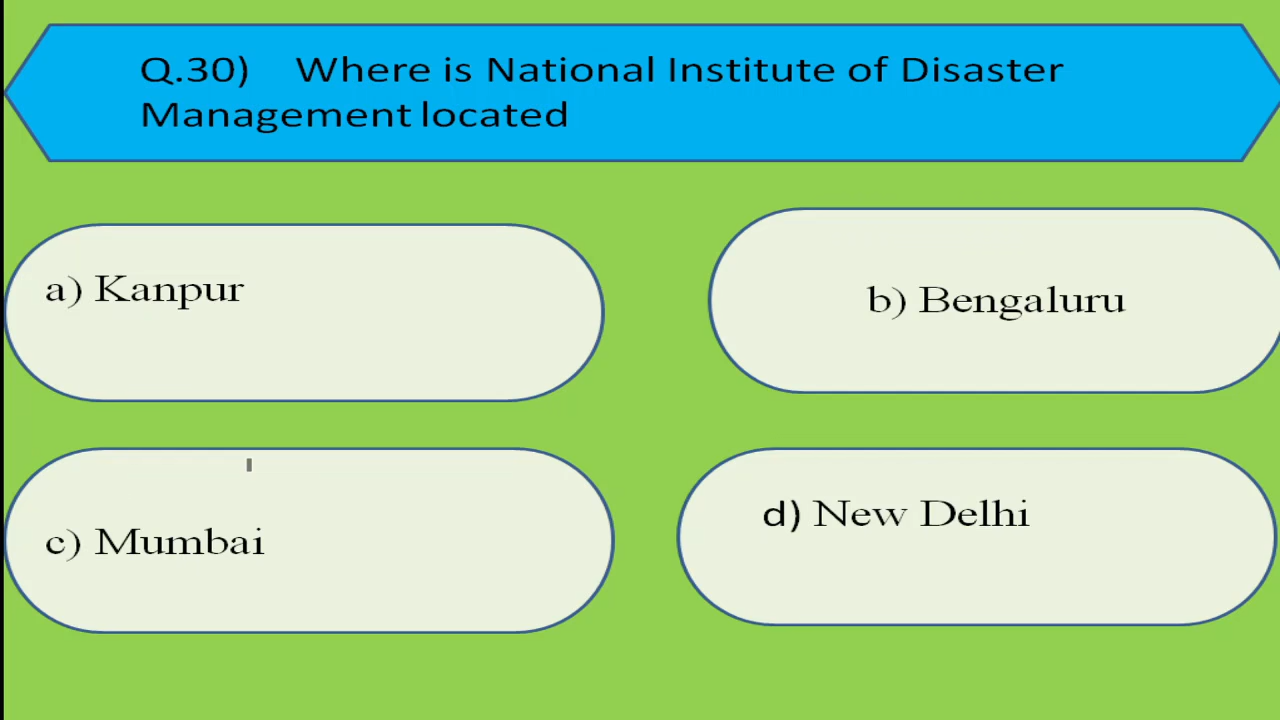 Q.30) Where is National Institute of Disaster
Management located
a) Kanpur
b) Bengaluru
c) Mumbai
d) New Delhi